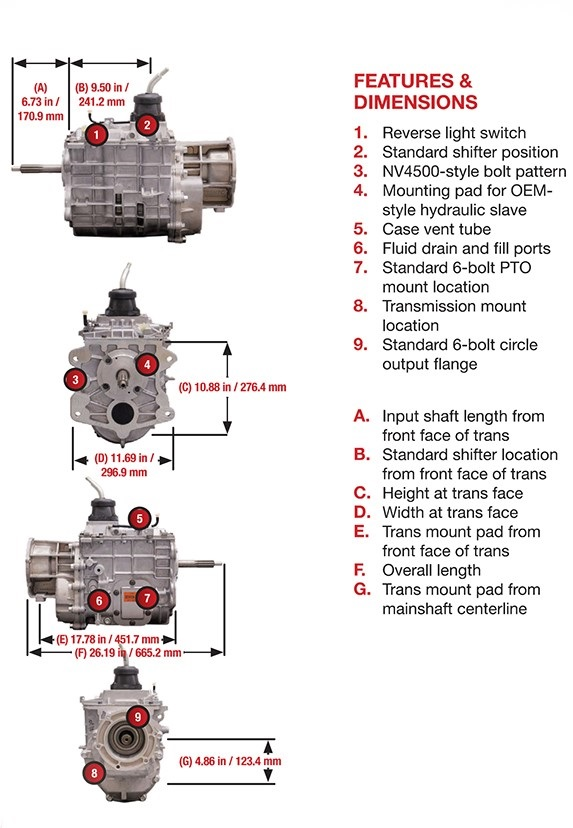 (A)
6.73 in /
170.9 mm
(B) 9.50 in /
241.2 mm
1
2
3
4
(C) 10.88 in / 276.4 mm
(D) 11.69 in /
296.9 mm
5
6
7
(E) 17.78 in / 451.7 mm
(F) 26.19 in / 665.2 mm
9
8
(G) 4.86 in / 123.4 mm
FEATURES &
DIMENSIONS
1. Reverse light switch
2. Standard shifter position
3. NV4500-style bolt pattern
4. Mounting pad for OEM-
style hydraulic slave
5. Case vent tube
6. Fluid drain and fill ports
7. Standard 6-bolt PTO
mount location
8. Transmission mount
location
9. Standard 6-bolt circle
output flange
A. Input shaft length from
front face of trans
B. Standard shifter location
from front face of trans
C. Height at trans face
D. Width at trans face
E. Trans mount pad from
front face of trans
F. Overall length
G. Trans mount pad from
mainshaft centerline